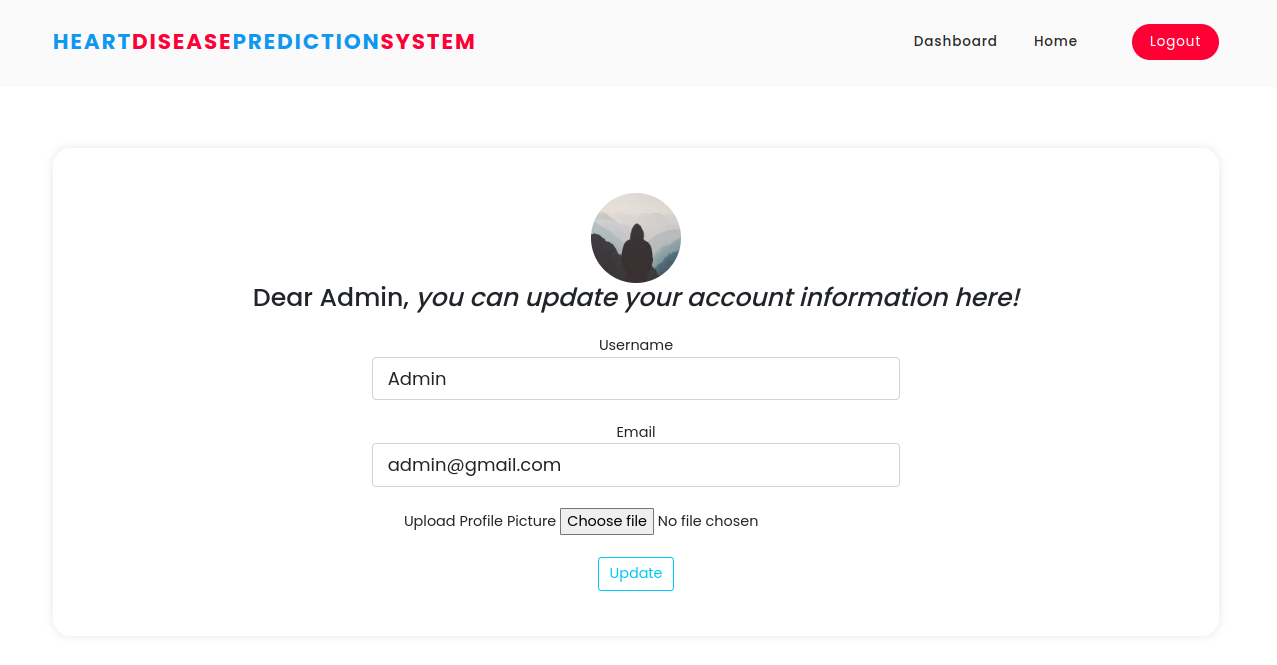 HEARTDISEASEPREDICTIONSYSTEM
Dashboard
Home
Logout
Dear Admin, you can update your account information here!
Username
Admin
Email
admin@gmail.com
Upload Profile Picture Choose file No file chosen
Update